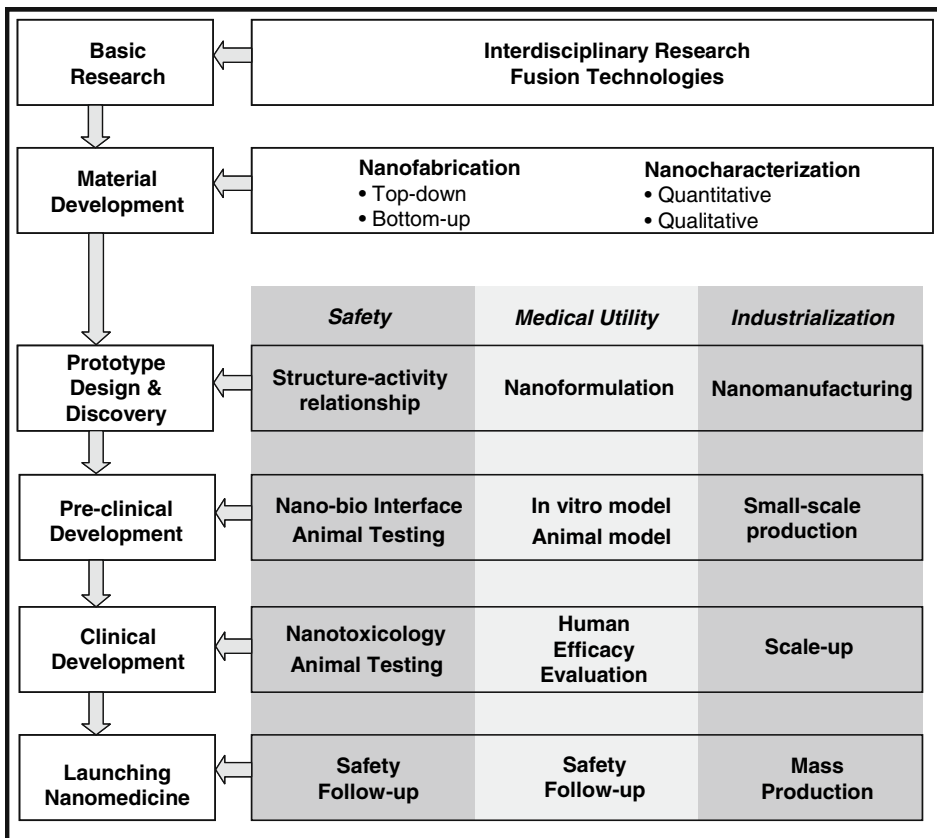 Basic
Research
Interdisciplinary Research
Fusion Technologies
Material
Development
Nanofabrication
• Top-down
• Bottom-up
Nanocharacterization
• Quantitative
• Qualitative
Safety
Medical Utility
Industrialization
Prototype
Design &
Discovery
Structure-activity
relationship
Nanoformulation
Nanomanufacturing
Pre-clinical
Development
Nano-bio Interface
Animal Testing
In vitro model
Animal model
Small-scale
production
Clinical
Development
Nanotoxicology
Animal Testing
Human
Efficacy
Evaluation
Scale-up
Launching
Nanomedicine
Safety
Follow-up
Safety
Follow-up
Mass
Production